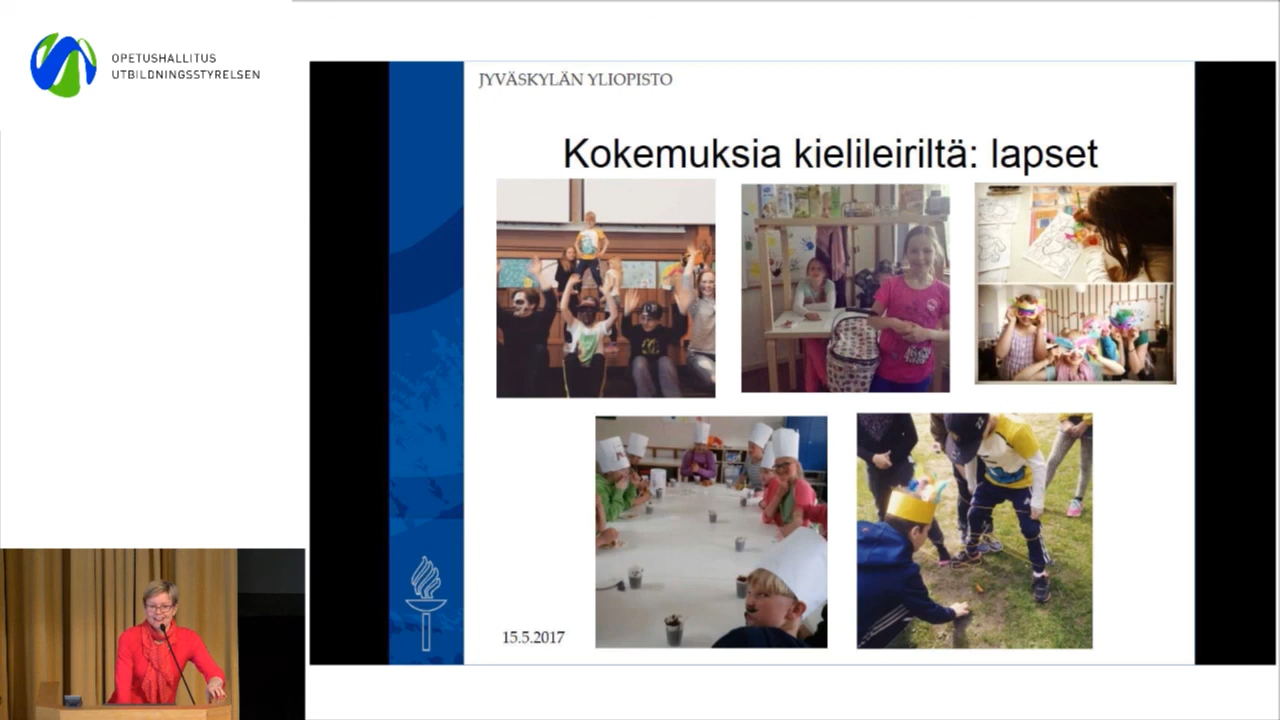 OPETUSHALLITUS
UTBILDNINGSSTYRELSEN
JYVÄSKYLÄN YLIOPISTO
Kokemuksia kielileiriltä: lapset
15.5.2017